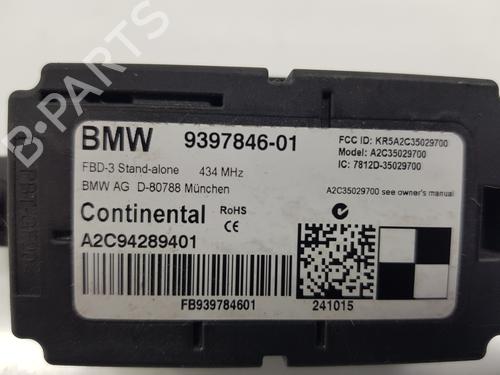 BMW 9397846-01
FCC ID: KR5A2C35029700
Model: A2C35029700
IC: 7812D-35029700
FBD-3 Stand-alone 434 MHz
BMW AG D-80788 München
A2C35029700 see owner's manual
Continental RoHS
CE
A2C94289401
FB939784601
241015
B-PARTS